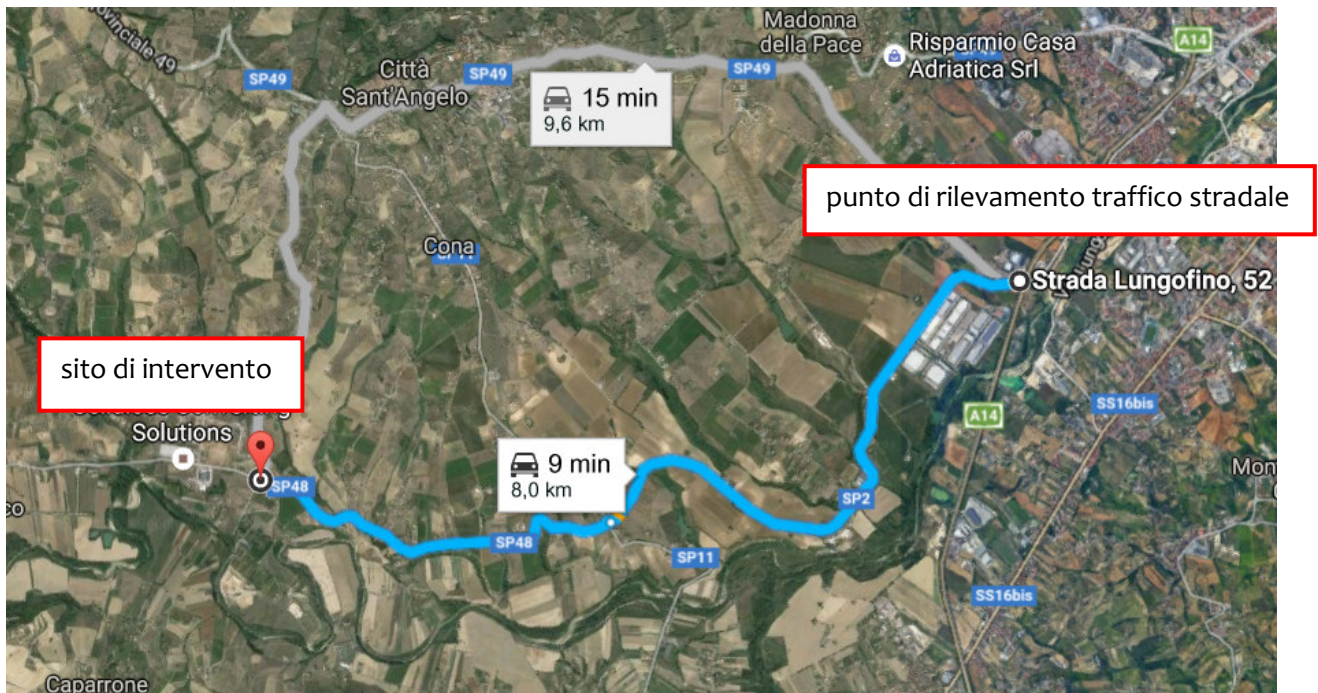 Provinciale 49
SP49
Città
Sant'Angelo
SP49
15 min
9,6 km
SP49
Madonna
della Pace
Risparmio Casa
Adriatica Srl
A14
punto di rilevamento traffico stradale
Cona
Strada Lungofino, 52
sito di intervento
Solutions
SP48
9 min
8,0 km
SP48
SP11
SP2
A14
SS16bis
SS16bis
Caparrone